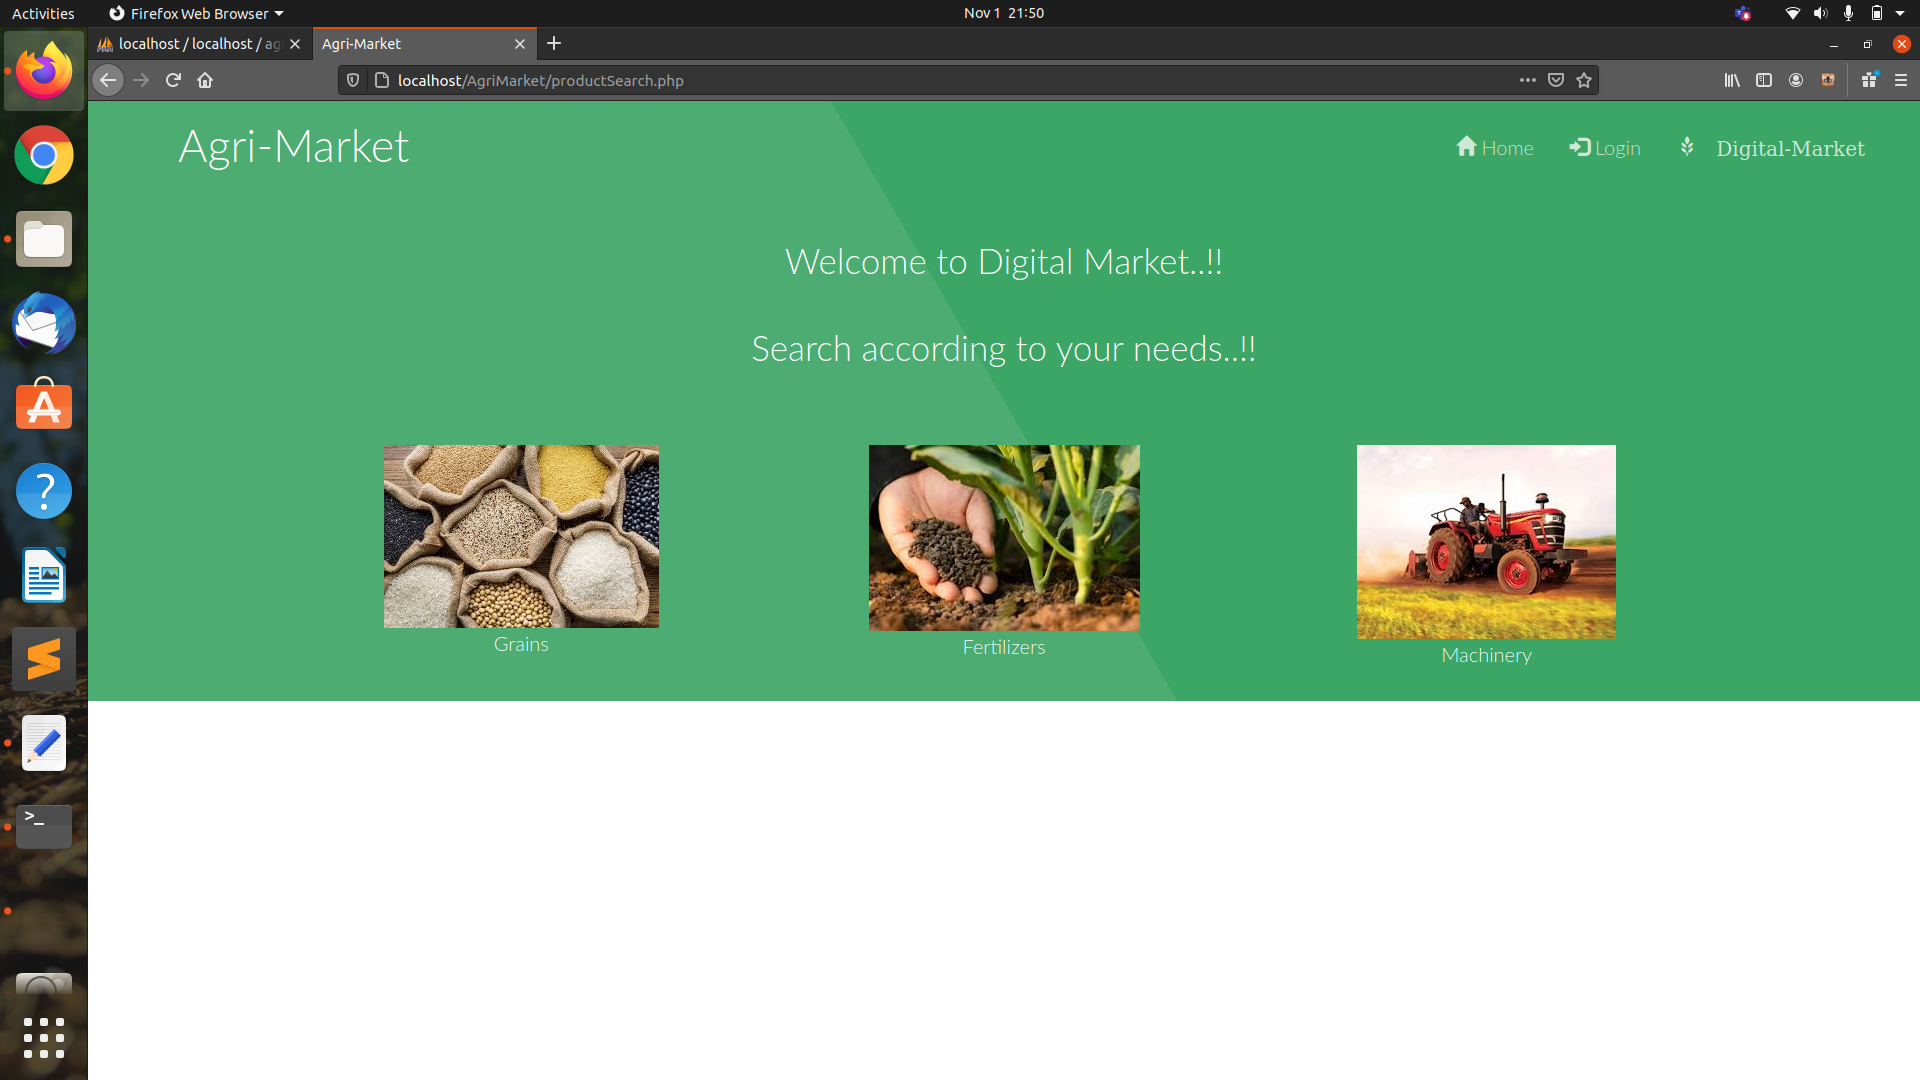 Activities
Firefox Web Browser
Nov 1 21:50
localhost / localhost / ag
Agri-Market
localhost/AgriMarket/productSearch.php
Agri-Market
Home
Login
Digital-Market
Welcome to Digital Market..!!
Search according to your needs..!!
Grains
Fertilizers
Machinery